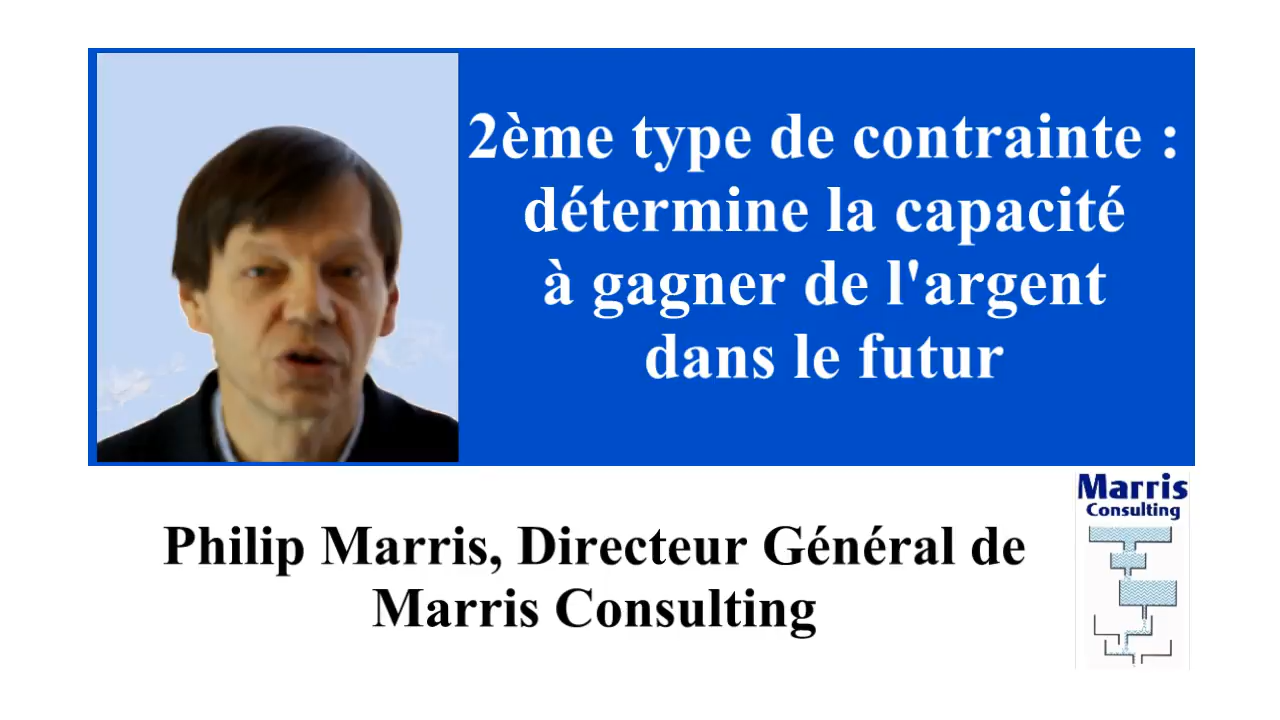 2ème type de contrainte :
détermine la capacité
à gagner de l'argent
dans le futur
Philip Marris, Directeur Général de
Marris Consulting
Marris
Consulting